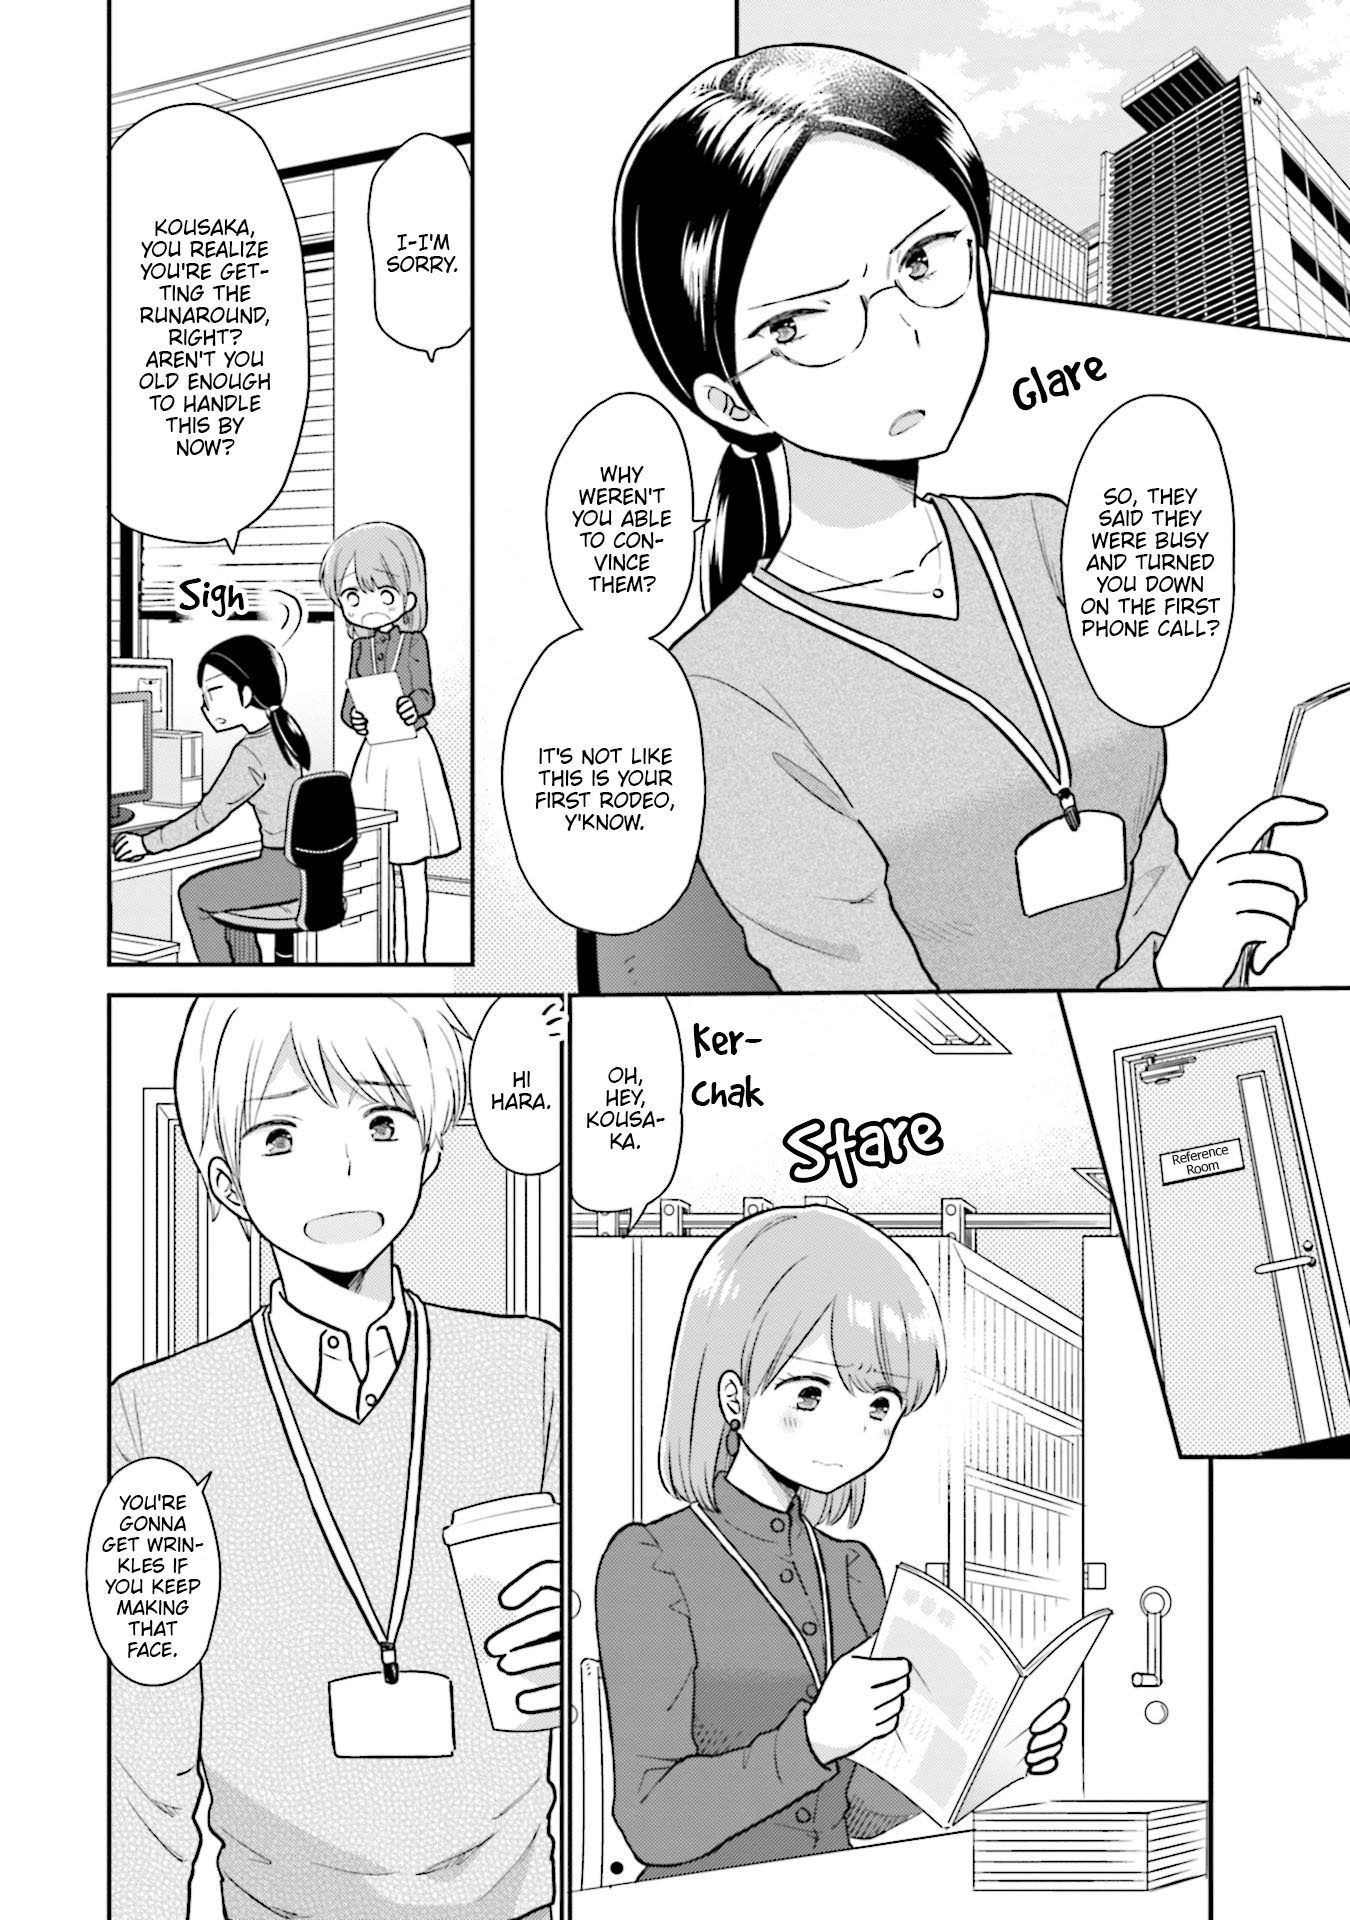 Glare
SO, THEY
SAID THEY
WERE BUSY
AND TURNED
YOU DOWN
ON THE FIRST
PHONE CALL?
WHY
WEREN'T
YOU ABLE
TO CON-
VINCE
THEM?
IT'S NOT LIKE
THIS IS YOUR
FIRST RODEO,
Y'KNOW.
I-I'M
SORRY.
KOUSAKA,
YOU REALIZE
YOU'RE GET-
TING THE
RUNAROUND,
RIGHT?
AREN'T YOU
OLD ENOUGH
TO HANDLE
THIS BY
NOW?
Sigh
Reference
Room
Ker-
Chak
Stare
OH,
HEY,
KOUSA-
KA.
HI
HARA.
YOU'RE
GONNA
GET WRIN-
KLES IF
YOU KEEP
MAKING
THAT
FACE.